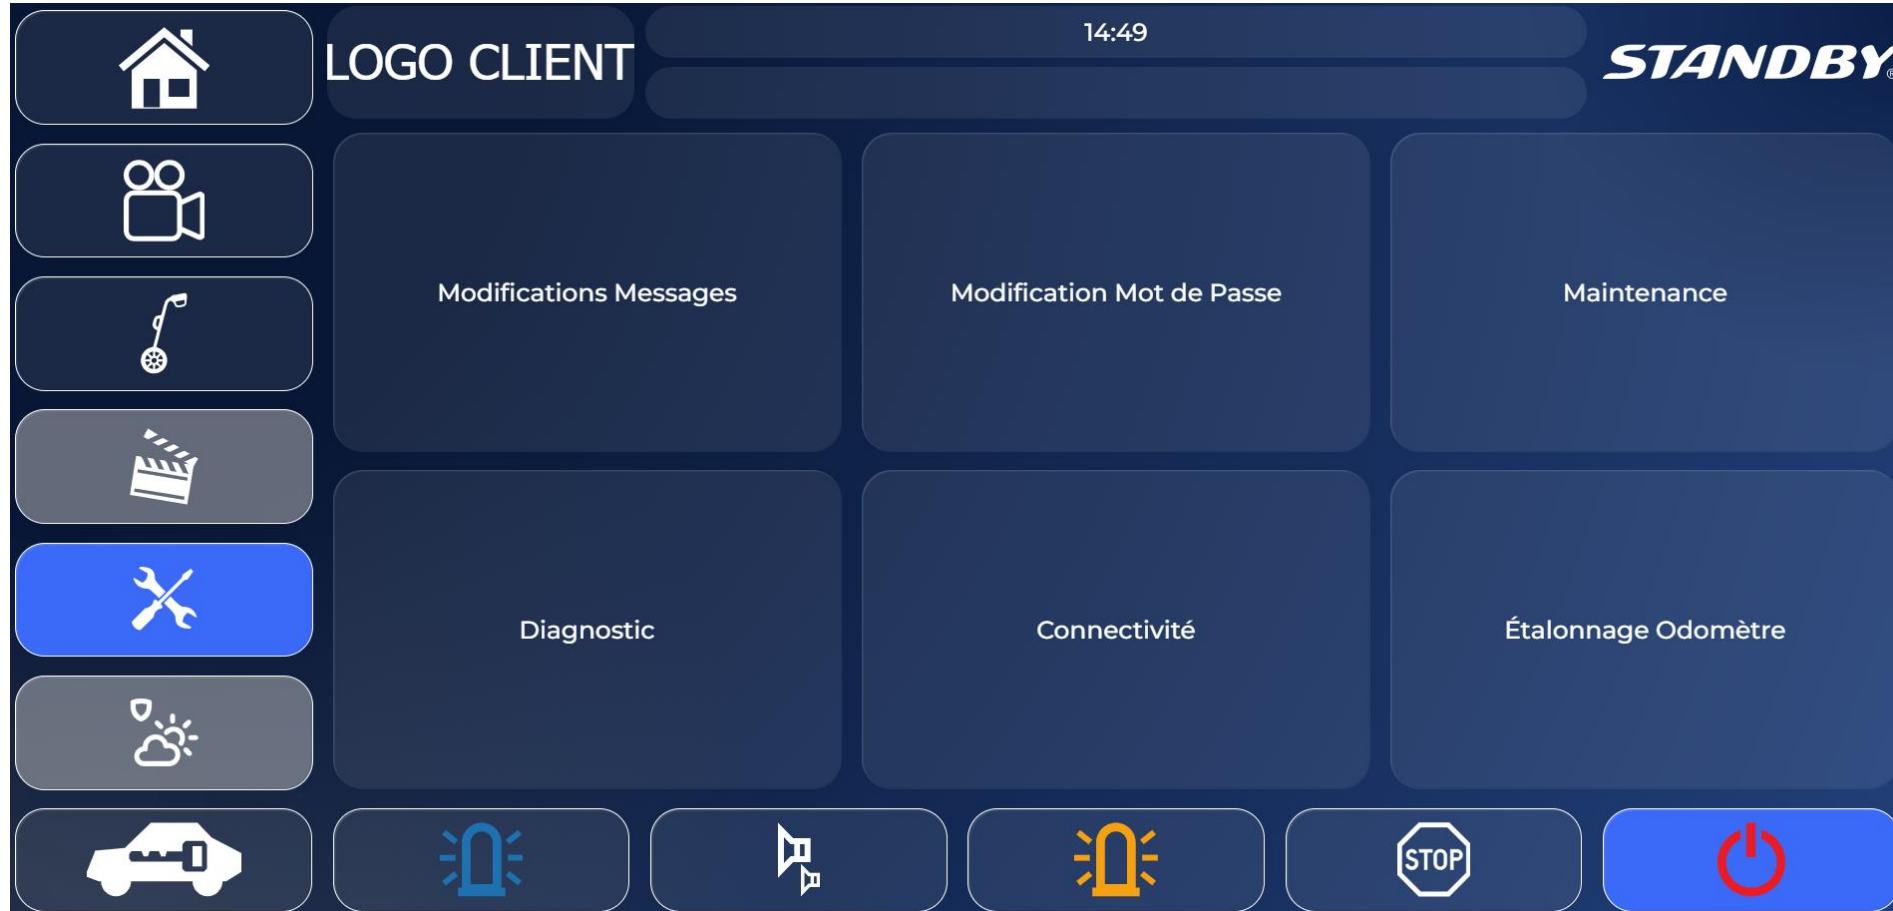 LOGO CLIENT
14:49
STANDBY®
Modifications Messages
Modification Mot de Passe
Maintenance
Diagnostic
Connectivité
Étalonnage Odomètre
STOP